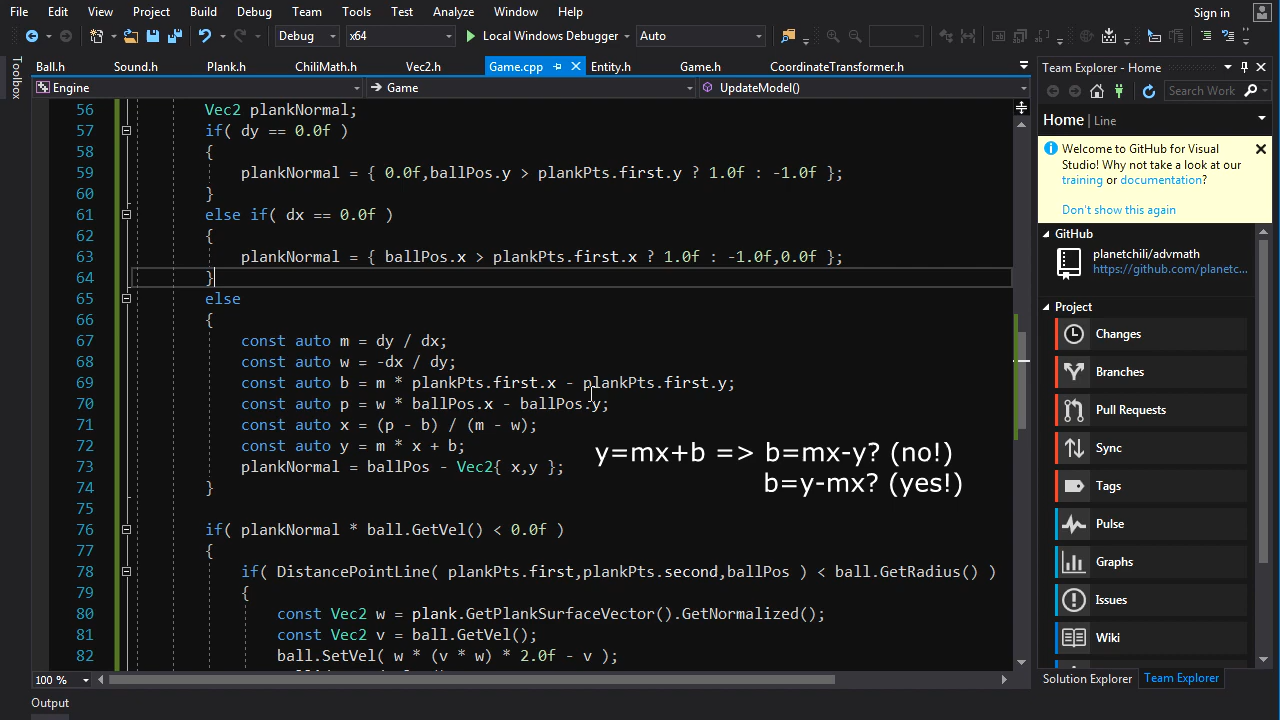 File Edit View Project Build Debug Team Tools Test Analyze Window Help Sign in
Debug x64 Local Windows Debugger Auto
Toolbox
Ball.h Sound.h Plank.h ChiliMath.h Vec2.h Game.cpp Entity.h Game.h CoordinateTransformer.h
Engine Game UpdateModel()
56 Vec2 plankNormal;
57 if( dy == 0.0f )
58 {
59 plankNormal = { 0.0f,ballPos.y > plankPts.first.y ? 1.0f : -1.0f };
60 }
61 else if( dx == 0.0f )
62 {
63 plankNormal = { ballPos.x > plankPts.first.x ? 1.0f : -1.0f,0.0f };
64 }
65 else
66 {
67 const auto m = dy / dx;
68 const auto w = -dx / dy;
69 const auto b = m * plankPts.first.x - plankPts.first.y;
70 const auto p = w * ballPos.x - ballPos.y;
71 const auto x = (p - b) / (m - w);
72 const auto y = m * x + b;
73 plankNormal = ballPos - Vec2{ x,y };
74 }
75
76 if( plankNormal * ball.GetVel() < 0.0f )
77 {
78 if( DistancePointLine( plankPts.first,plankPts.second,ballPos ) < ball.GetRadius() )
79 {
80 const Vec2 w = plank.GetPlankSurfaceVector().GetNormalized();
81 const Vec2 v = ball.GetVel();
82 ball.SetVel( w * (v * w) * 2.0f - v );
y=mx+b => b=mx-y? (no!)
b=y-mx? (yes!)
100 %
Output
Team Explorer - Home
Search Work
Home | Line
Welcome to GitHub for Visual
Studio! Why not take a look at our
training or documentation?
Don't show this again
GitHub
planetchili/advmath
https://github.com/planetc...
Project
Changes
Branches
Pull Requests
Sync
Tags
Pulse
Graphs
Issues
Wiki
Solution Explorer Team Explorer